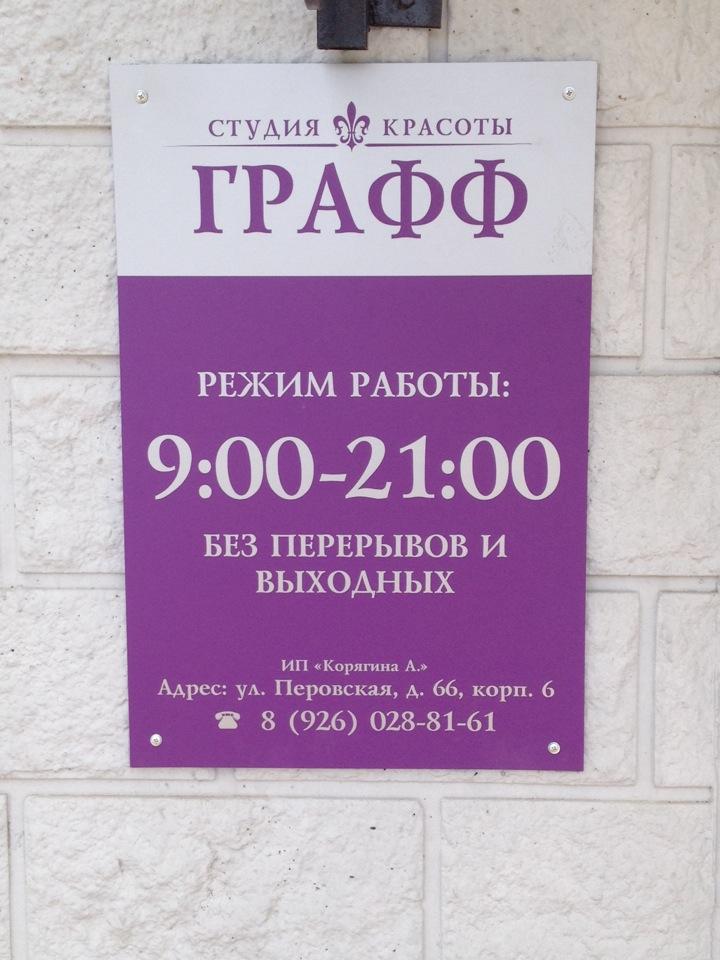 СТУДИЯ КРАСОТЫ
ГРАФФ
РЕЖИМ РАБОТЫ:
9:00-21:00
БЕЗ ПЕРЕРЫВОВ И
ВЫХОДНЫХ
ИП «Корягина А.»
Адрес: ул. Перовская, д. 66, корп. 6
☎ 8 (926) 028-81-61